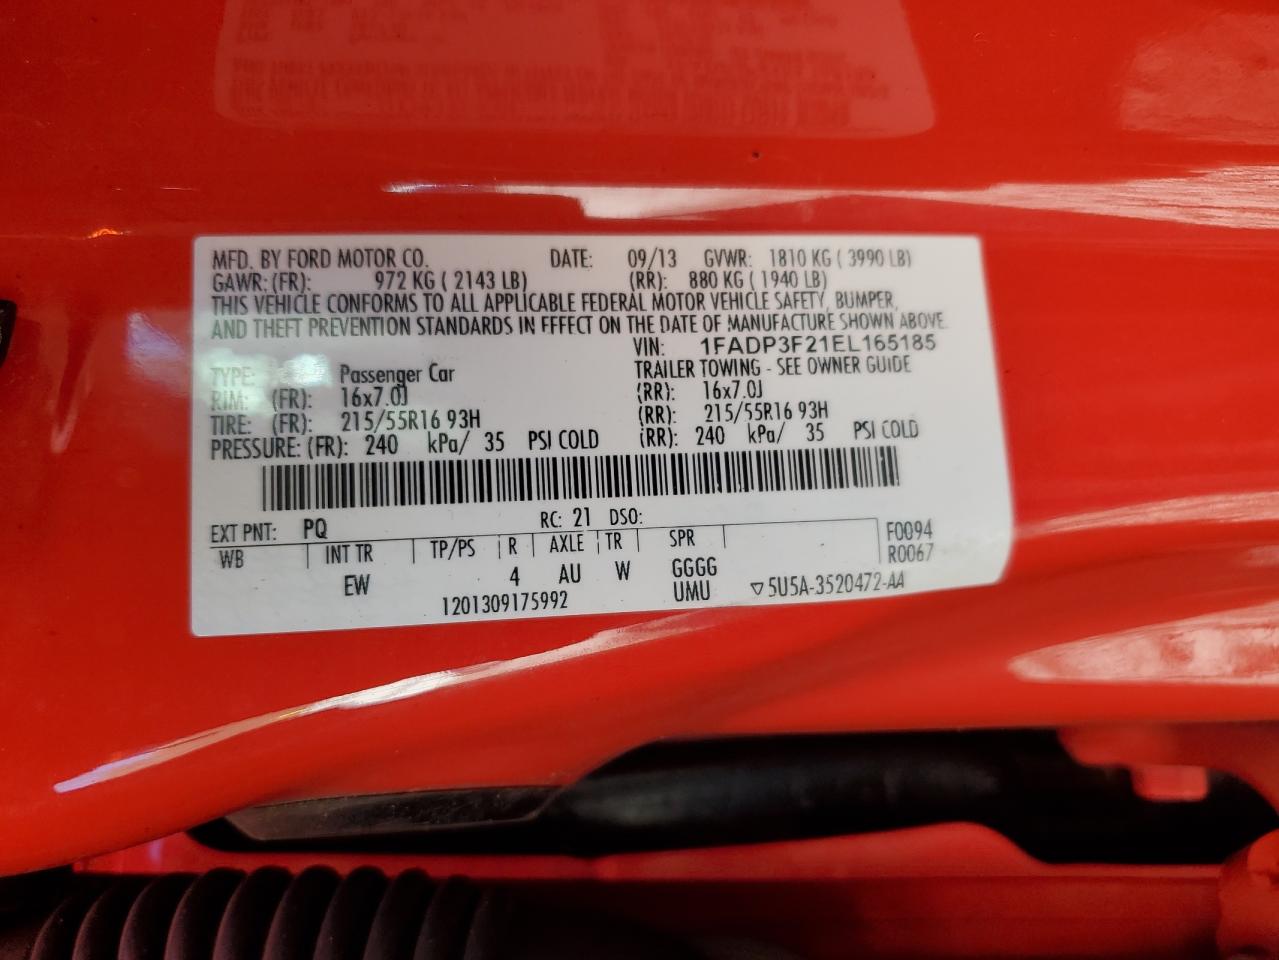 MFD. BY FORD MOTOR CO. DATE: 09/13 GVWR: 1810 KG ( 3990 LB)
GAWR: (FR): 972 KG ( 2143 LB) (RR): 880 KG ( 1940 LB)
THIS VEHICLE CONFORMS TO ALL APPLICABLE FEDERAL MOTOR VEHICLE SAFETY, BUMPER,
AND THEFT PREVENTION STANDARDS IN EFFECT ON THE DATE OF MANUFACTURE SHOWN ABOVE.
VIN: 1FADP3F21EL165185
TYPE: Passenger Car TRAILER TOWING - SEE OWNER GUIDE
RIM: (FR): 16x7.0J (RR): 16x7.0J
TIRE: (FR): 215/55R16 93H (RR): 215/55R16 93H
PRESSURE: (FR): 240 kPa/ 35 PSI COLD (RR): 240 kPa/ 35 PSI COLD
EXT PNT: PQ RC: 21 DSO:
WB INT TR TP/PS R AXLE TR SPR F0094
R0067
EW 4 AU W GGGG
1201309175992 UMU ▽5U5A-3520472-AA